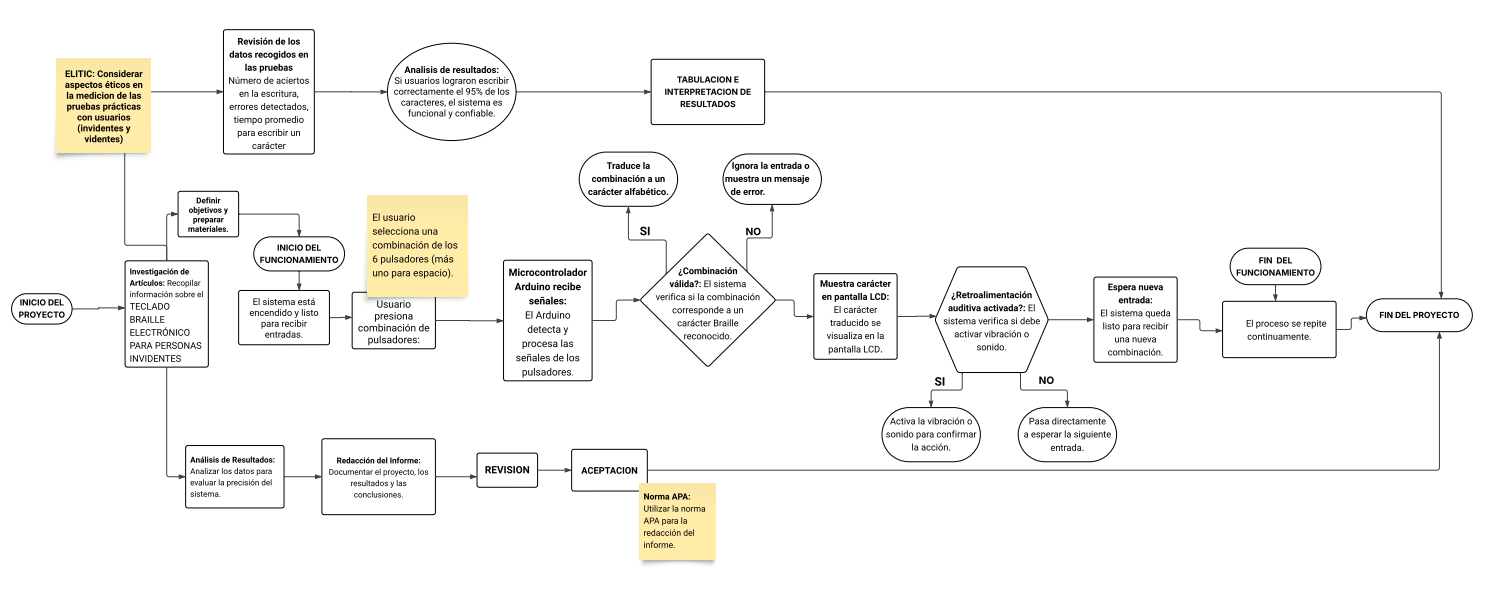 Revisión de los
datos recogidos en
las pruebas
Número de aciertos
en la escritura,
errores detectados,
tiempo promedio
para escribir un
carácter
ELITIC: Considerar
aspectos éticos en
la medicion de las
pruebas prácticas
con usuarios
(invidentes y
videntes)
Analisis de resultados:
Si usuarios lograron escribir
correctamente el 95% de los
caracteres, el sistema es
funcional y confiable.
TABULACION E
INTERPRETACION DE
RESULTADOS
Traduce la
combinación a un
carácter alfabético.
Ignora la entrada o
muestra un mensaje
de error.
SI
NO
Definir
objetivos y
preparar
materiales.
INICIO DEL
FUNCIONAMIENTO
El usuario
selecciona una
combinación de los
6 pulsadores (más
uno para espacio).
INICIO DEL
PROYECTO
Investigación de
Artículos: Recopilar
información sobre el
TECLADO
BRAILLE
ELECTRÓNICO
PARA PERSONAS
INVIDENTES
El sistema está
encendido y listo
para recibir
entradas.
Usuario
presiona
combinación de
pulsadores:
Microcontrolador
Arduino recibe
señales:
El Arduino
detecta y
procesa las
señales de los
pulsadores.
¿Combinación
válida?: El sistema
verifica si la combinación
corresponde a un
carácter Braille
reconocido.
Muestra carácter
en pantalla LCD:
El carácter
traducido se
visualiza en la
pantalla LCD.
¿Retroalimentación
auditiva activada?: El
sistema verifica si debe
activar vibración o
sonido.
Espera nueva
entrada:
El sistema queda
listo para recibir
una nueva
combinación.
FIN DEL
FUNCIONAMIENTO
El proceso se repite
continuamente.
FIN DEL PROYECTO
SI
NO
Activa la vibración o
sonido para confirmar
la acción.
Pasa directamente
a esperar la siguiente
entrada.
Análisis de Resultados:
Analizar los datos para
evaluar la precisión del
sistema.
Redacción del Informe:
Documentar el proyecto, los
resultados y las
conclusiones.
REVISION
ACEPTACION
Norma APA:
Utilizar la norma
APA para la
redacción del
informe.